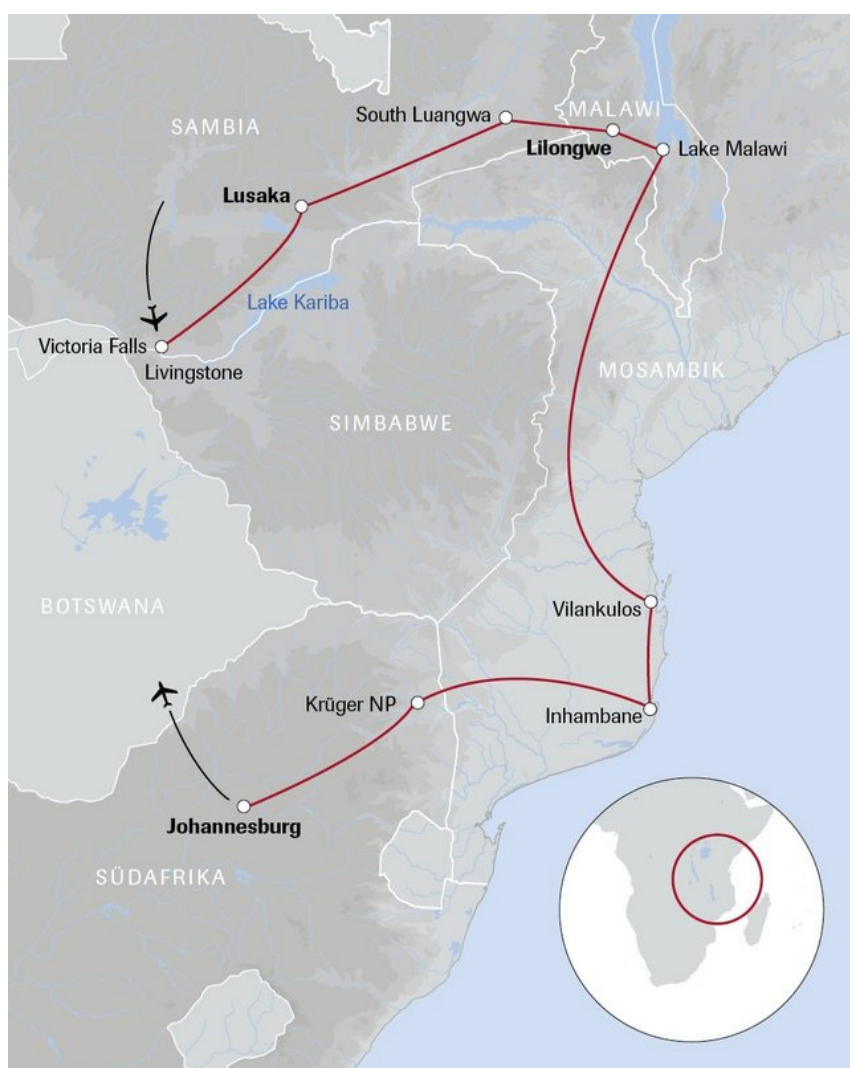 South Luangwa
MALAWI
SAMBIA
Lilongwe
Lake Malawi
Lusaka
Lake Kariba
Victoria Falls
Livingstone
MOSAMBIK
SIMBABWE
BOTSWANA
Vilankulos
Krüger NP
Inhambane
Johannesburg
SÜDAFRIKA